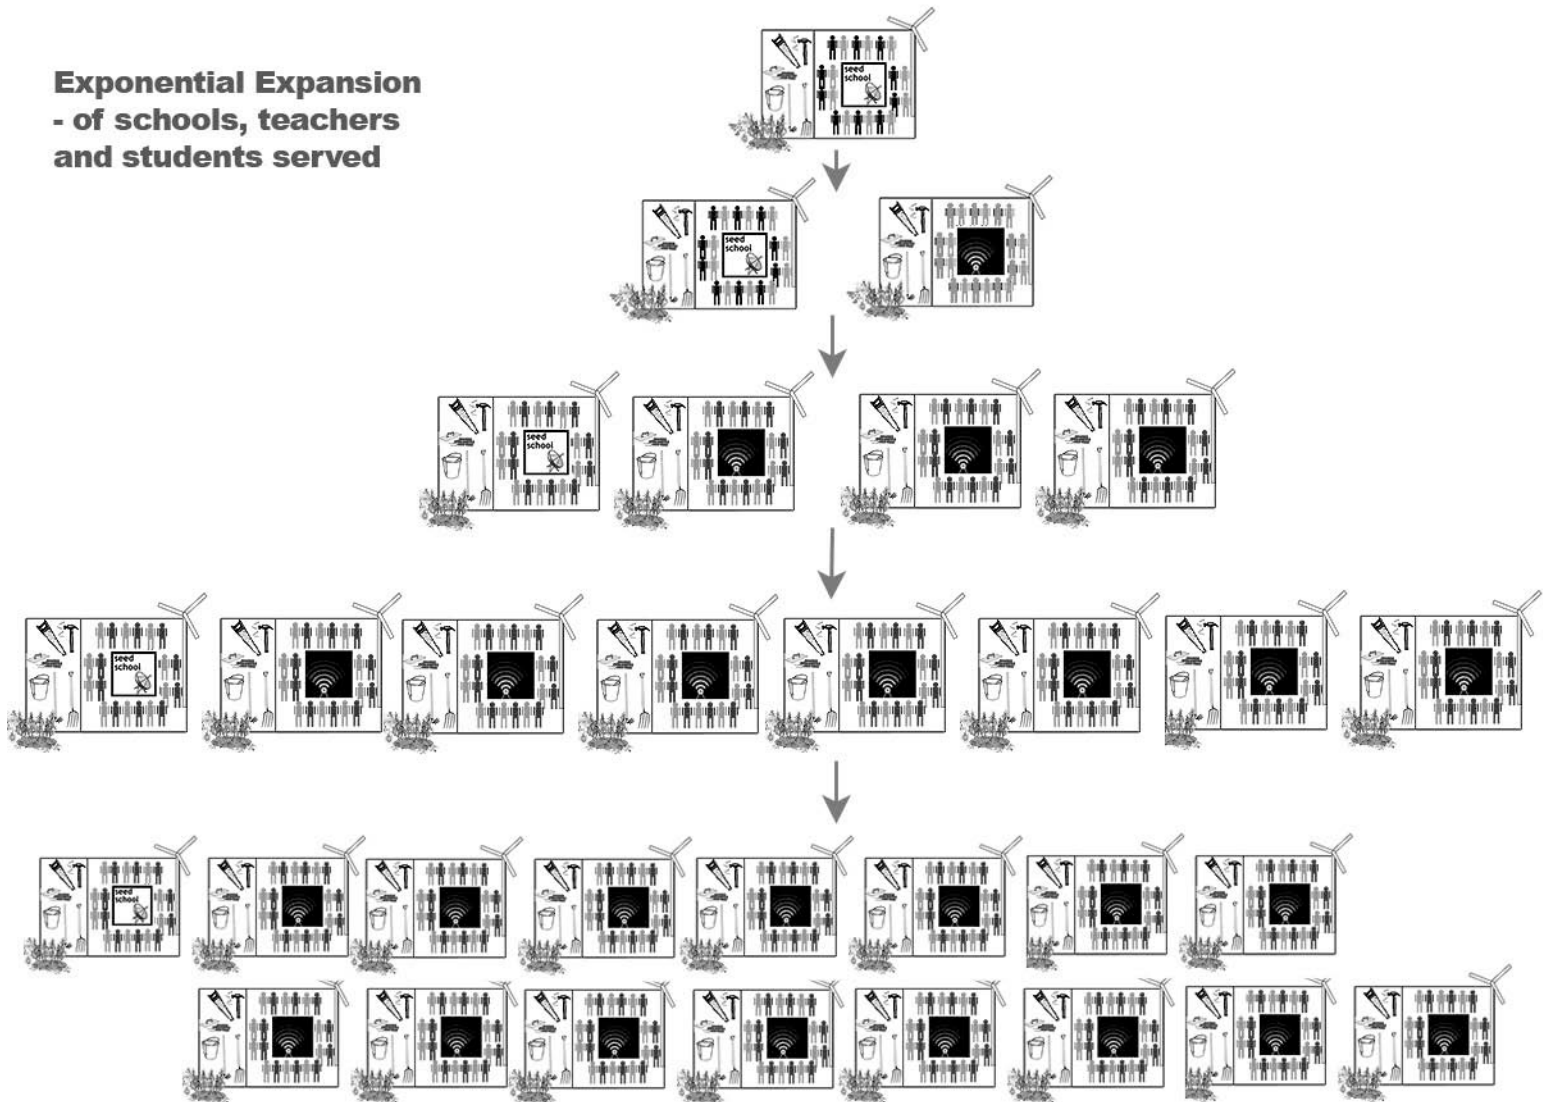 Exponential Expansion
- of schools, teachers
and students served
seed
school
seed
school
seed
school
seed
school
seed
school